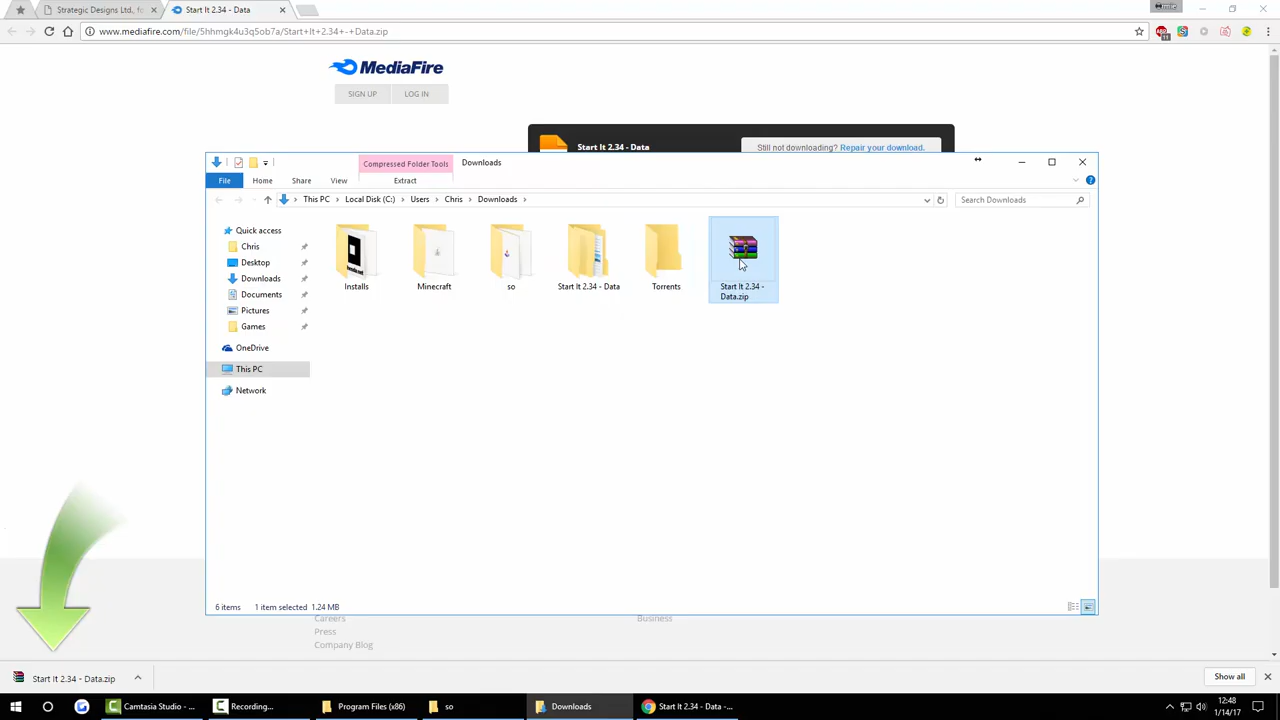 Strategic Designs Ltd., fo
Start It 2.34 - Data
www.mediafire.com/file/5hhmgk4u3q5ob7a/Start+It+2.34+-+Data.zip
MediaFire
SIGN UP
LOG IN
Start It 2.34 - Data
Still not downloading? Repair your download.
Compressed Folder Tools
Downloads
File
Home
Share
View
Extract
This PC
Local Disk (C:)
Users
Chris
Downloads
Search Downloads
Quick access
Chris
Desktop
Downloads
Documents
Pictures
Games
OneDrive
This PC
Network
Installs
Minecraft
so
Start It 2.34 - Data
Torrents
Start It 2.34 -
Data.zip
6 items
1 item selected 1.24 MB
Careers
Business
Press
Company Blog
Start It 2.34 - Data.zip
Show all
Camtasia Studio - ...
Recording...
Program Files (x86)
so
Downloads
Start It 2.34 - Data -...
12:48
1/14/17